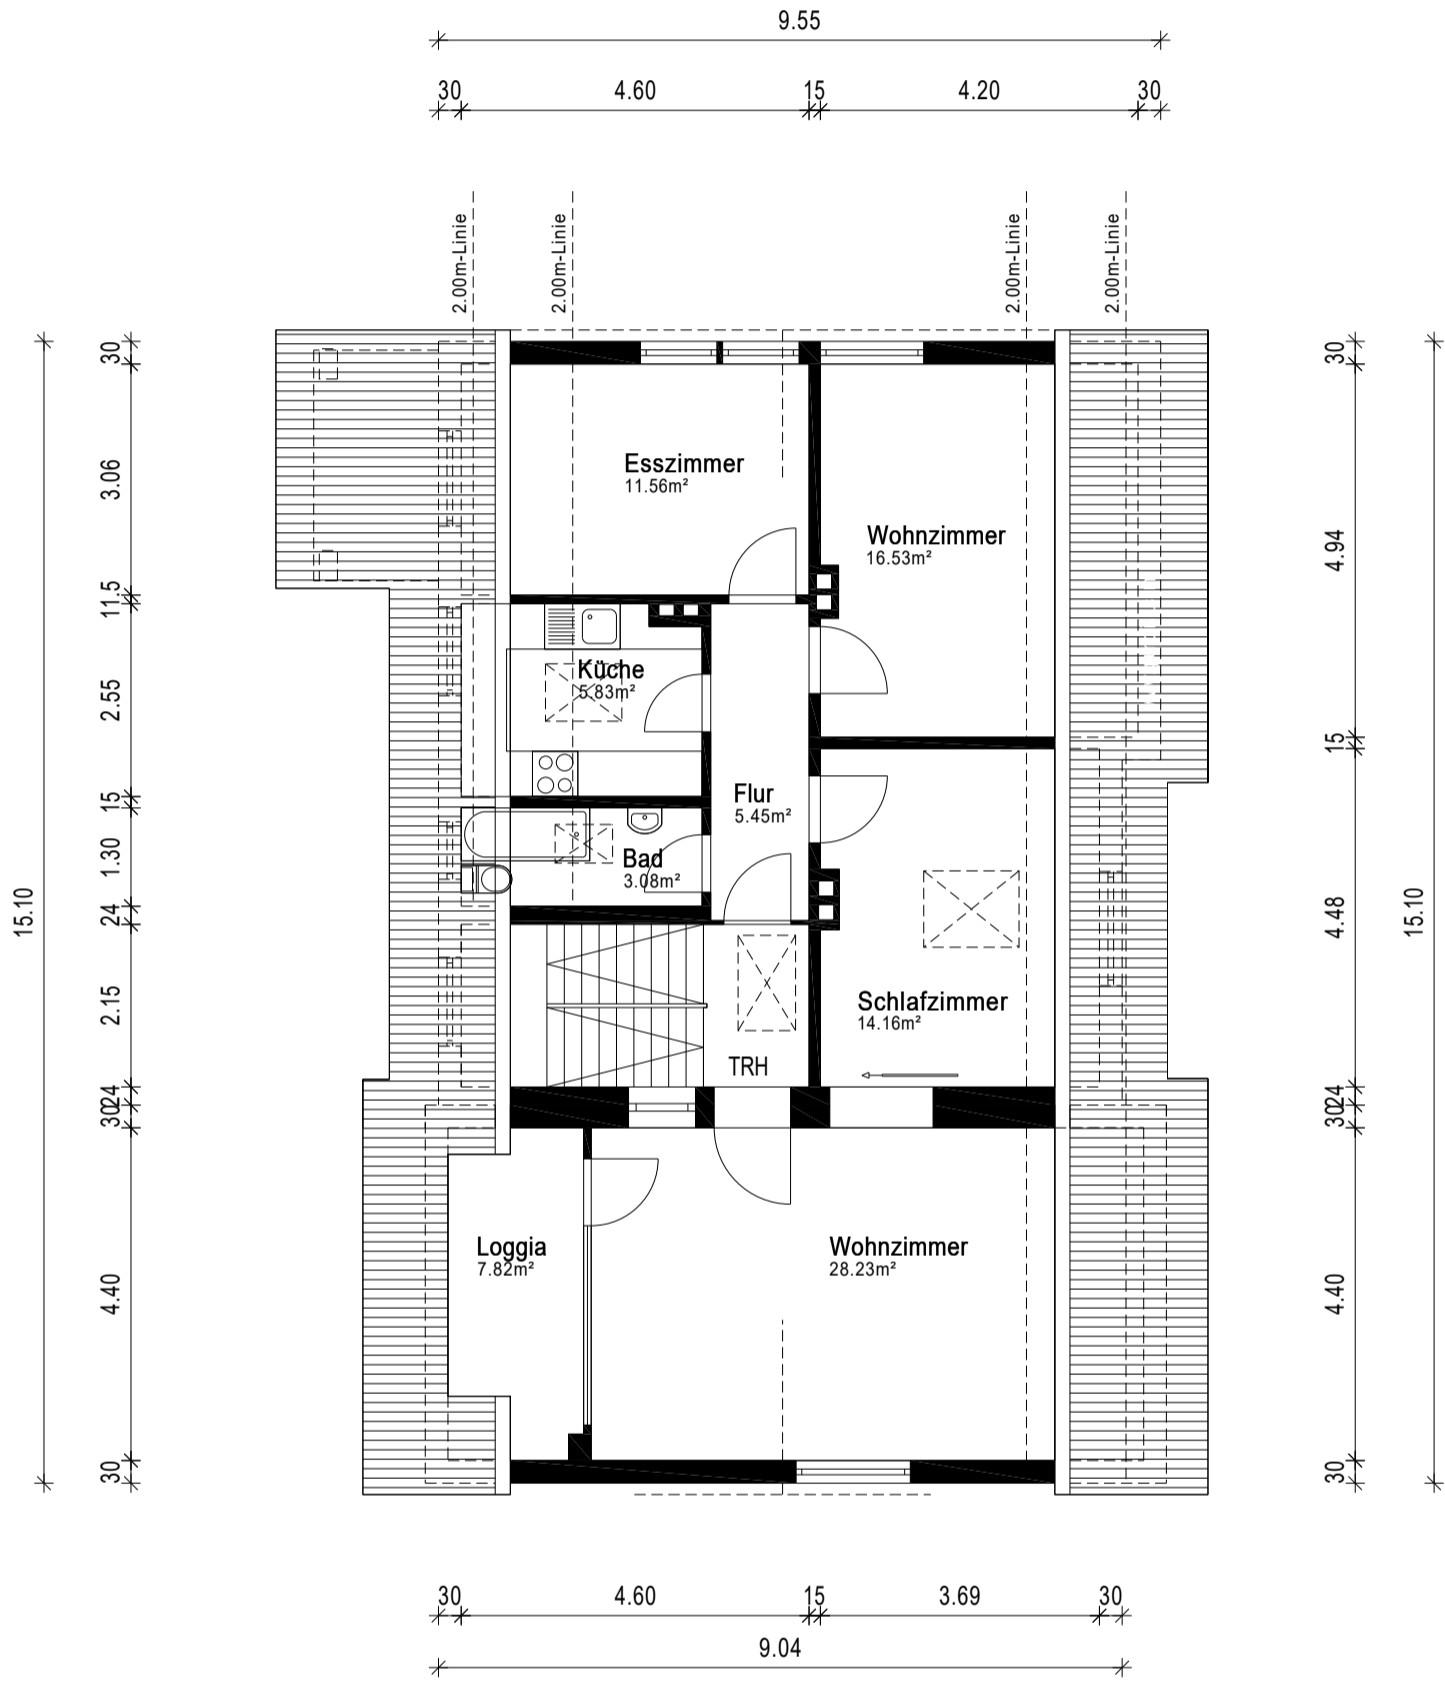 9.55
30 4.60 15 4.20 30
2.00m-Linie
2.00m-Linie
2.00m-Linie
2.00m-Linie
15.10
30
3.06
11.5
2.55
15
1.30
24
2.15
24
30
4.40
30
Esszimmer
11.56m²
Wohnzimmer
16.53m²
Küche
5.83m²
Flur
5.45m²
Bad
3.08m²
Schlafzimmer
14.16m²
TRH
Loggia
7.82m²
Wohnzimmer
28.23m²
30
4.94
15
4.48
24
30
4.40
30
15.10
30 4.60 15 3.69 30
9.04